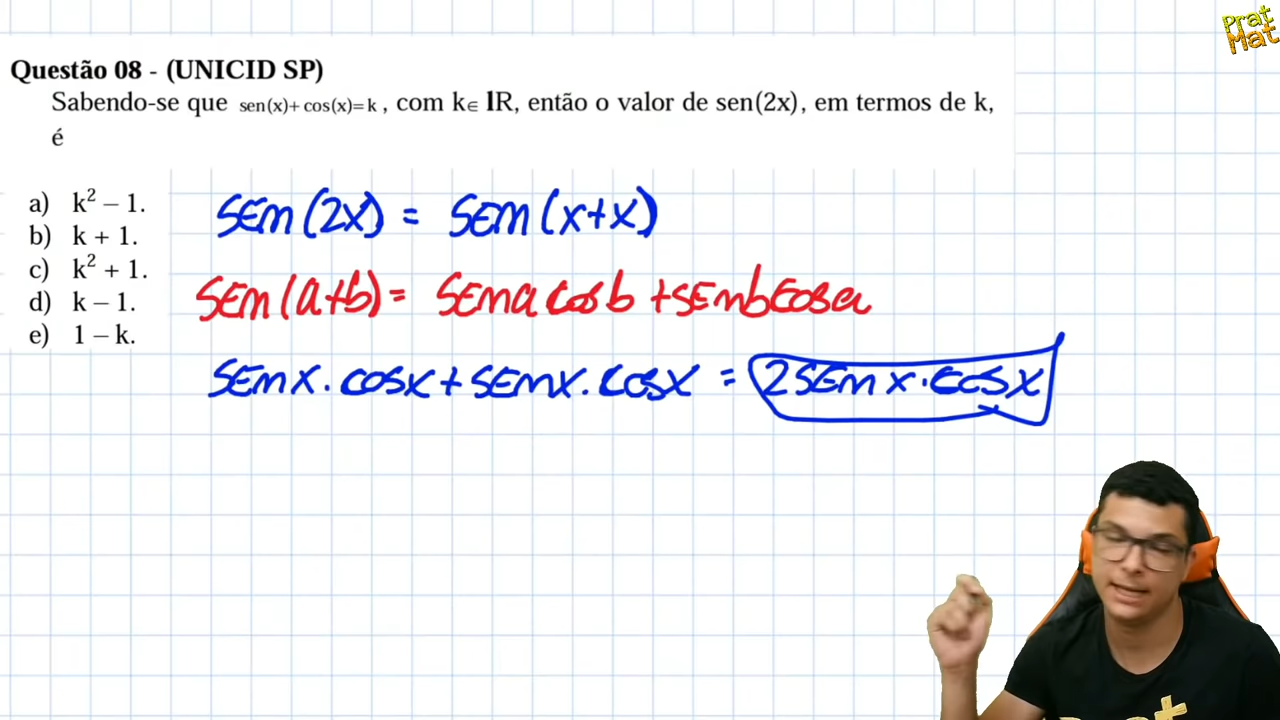 Prat
Mat
Questão 08 - (UNICID SP)
Sabendo-se que sen(x)+ cos(x)=k , com k∈ lR, então o valor de sen(2x), em termos de k,
é
a) k² – 1.
b) k + 1.
c) k² + 1.
d) k – 1.
e) 1 – k.
SEm(2x) = SEm(x+x)
SEm(a+b)= SEma cosb +SEmbcosa
SEmx.cosx+SEmx.cosx = 2SEmx.cosx